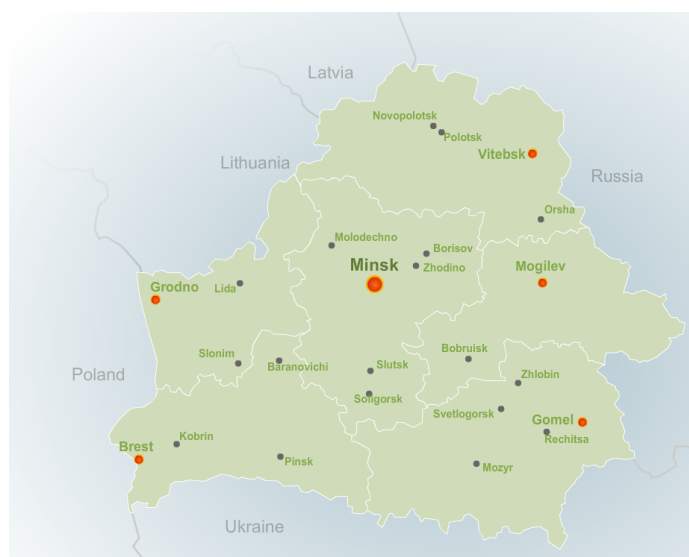 Latvia
Novopolotsk
Polotsk
Vitebsk
Lithuania
Russia
Orsha
Molodechno
Borisov
Minsk
Zhodino
Mogilev
Grodno
Lida
Bobruisk
Slonim
Baranovichi
Slutsk
Poland
Zhlobin
Soligorsk
Svetlogorsk
Gomel
Kobrin
Rechitsa
Brest
Pinsk
Mozyr
Ukraine